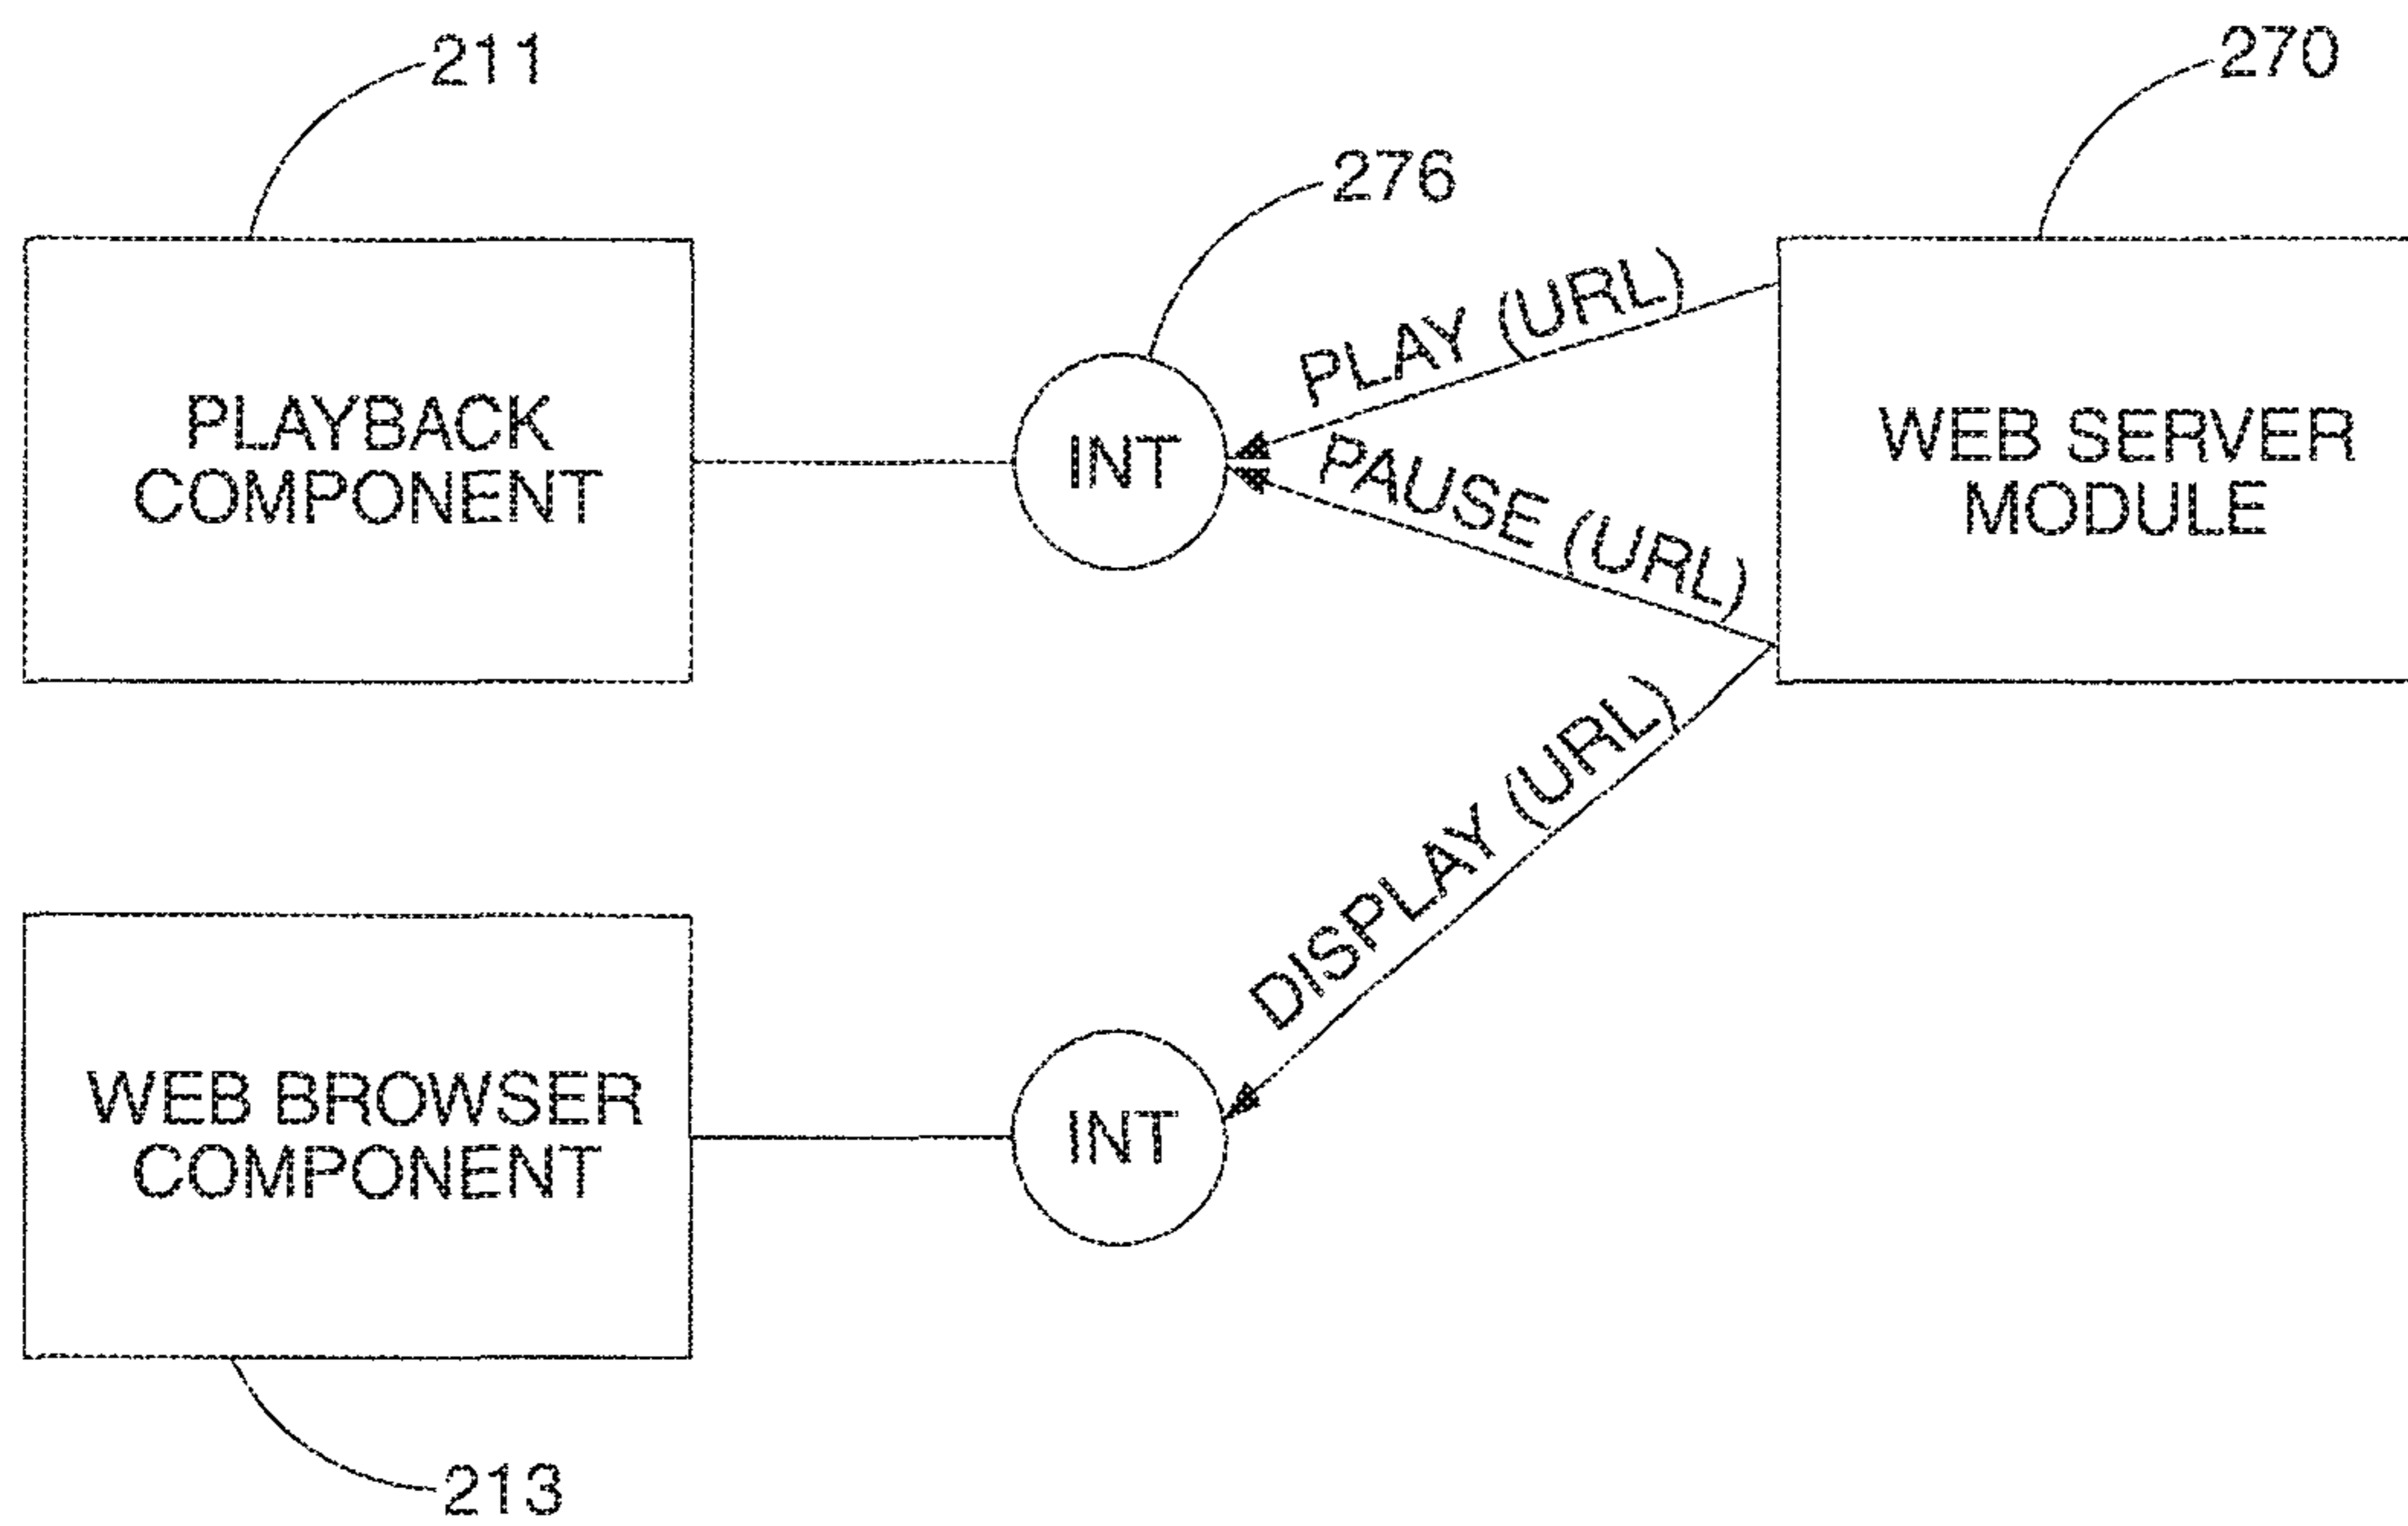 211
270
276
PLAY (URL)
PLAYBACK
COMPONENT
INT
PAUSE (URL)
WEB SERVER
MODULE
DISPLAY (URL)
WEB BROWSER
COMPONENT
INT
213